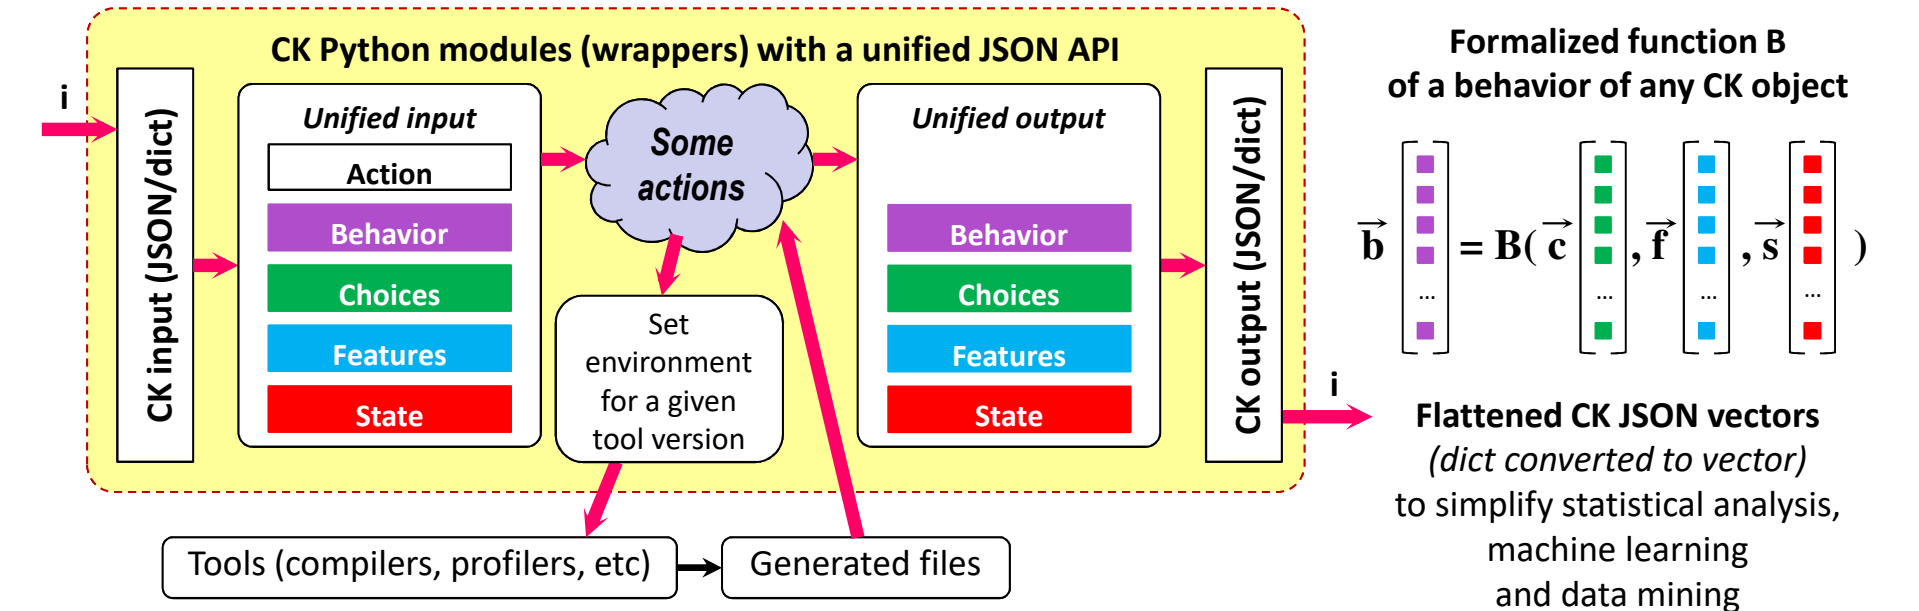 CK Python modules (wrappers) with a unified JSON API
i
CK input (JSON/dict)
Unified input
Action
Behavior
Choices
Features
State
Some
actions
Set
environment
for a given
tool version
Unified output
Behavior
Choices
Features
State
CK output (JSON/dict)
i
Tools (compilers, profilers, etc)
Generated files
Formalized function B
of a behavior of any CK object
b = B( c , f , s )
... ... ... ...
Flattened CK JSON vectors
(dict converted to vector)
to simplify statistical analysis,
machine learning
and data mining